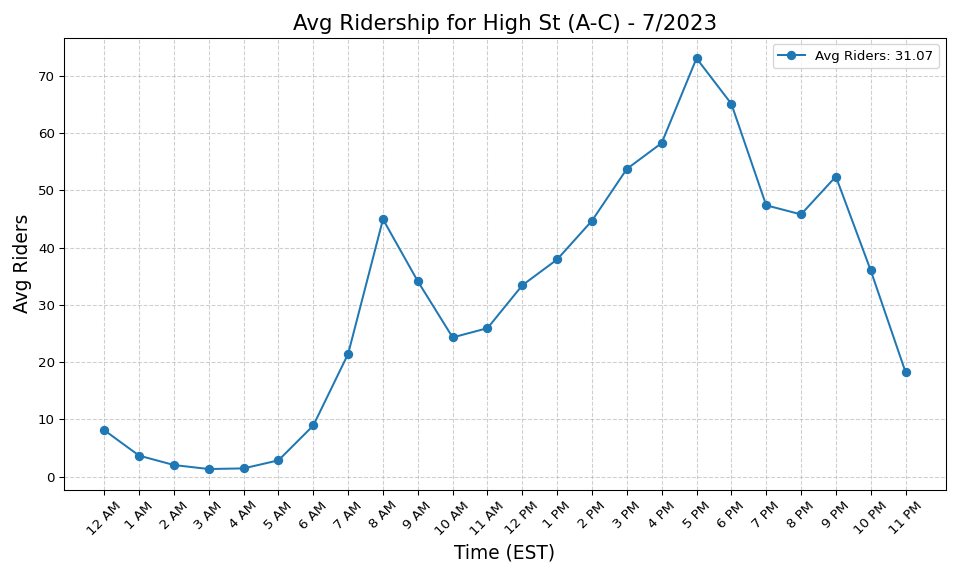 Avg Ridership for High St (A-C) - 7/2023
Avg Riders: 31.07
Avg Riders
70
60
50
40
30
20
10
0
12 AM
1 AM
2 AM
3 AM
4 AM
5 AM
6 AM
7 AM
8 AM
9 AM
10 AM
11 AM
12 PM
1 PM
2 PM
3 PM
4 PM
5 PM
6 PM
7 PM
8 PM
9 PM
10 PM
11 PM
Time (EST)